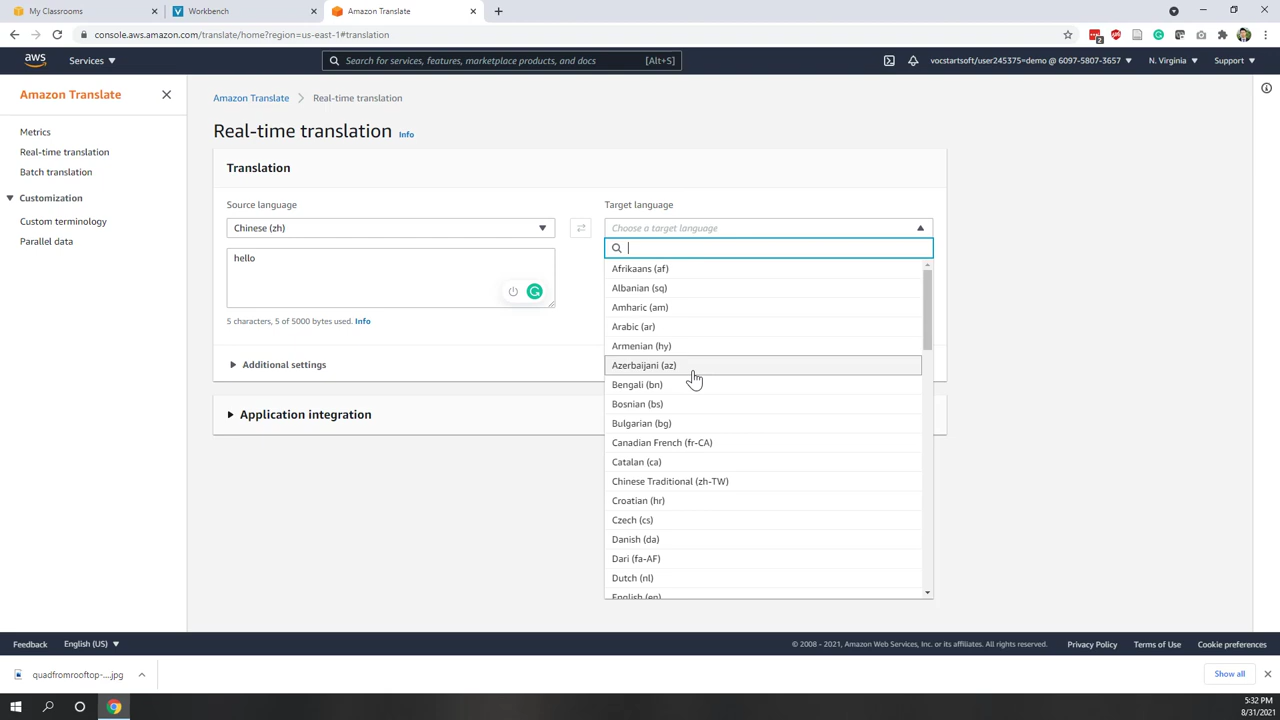 My Classrooms
Workbench
Amazon Translate
console.aws.amazon.com/translate/home?region=us-east-1#translation
2
aws
Services
Search for services, features, marketplace products, and docs
[Alt+S]
vocstartsoft/user245375=demo @ 6097-5807-3657
N. Virginia
Support
Amazon Translate
Metrics
Real-time translation
Batch translation
Customization
Custom terminology
Parallel data
Amazon Translate
Real-time translation
Real-time translation
Info
Translation
Source language
Target language
Chinese (zh)
Choose a target language
hello
5 characters, 5 of 5000 bytes used.
Info
Additional settings
Application integration
Afrikaans (af)
Albanian (sq)
Amharic (am)
Arabic (ar)
Armenian (hy)
Azerbaijani (az)
Bengali (bn)
Bosnian (bs)
Bulgarian (bg)
Canadian French (fr-CA)
Catalan (ca)
Chinese Traditional (zh-TW)
Croatian (hr)
Czech (cs)
Danish (da)
Dari (fa-AF)
Dutch (nl)
English (en)
Feedback
English (US)
© 2008 - 2021, Amazon Web Services, Inc. or its affiliates. All rights reserved.
Privacy Policy
Terms of Use
Cookie preferences
quadfromrooftop-....jpg
Show all
5:32 PM
8/31/2021